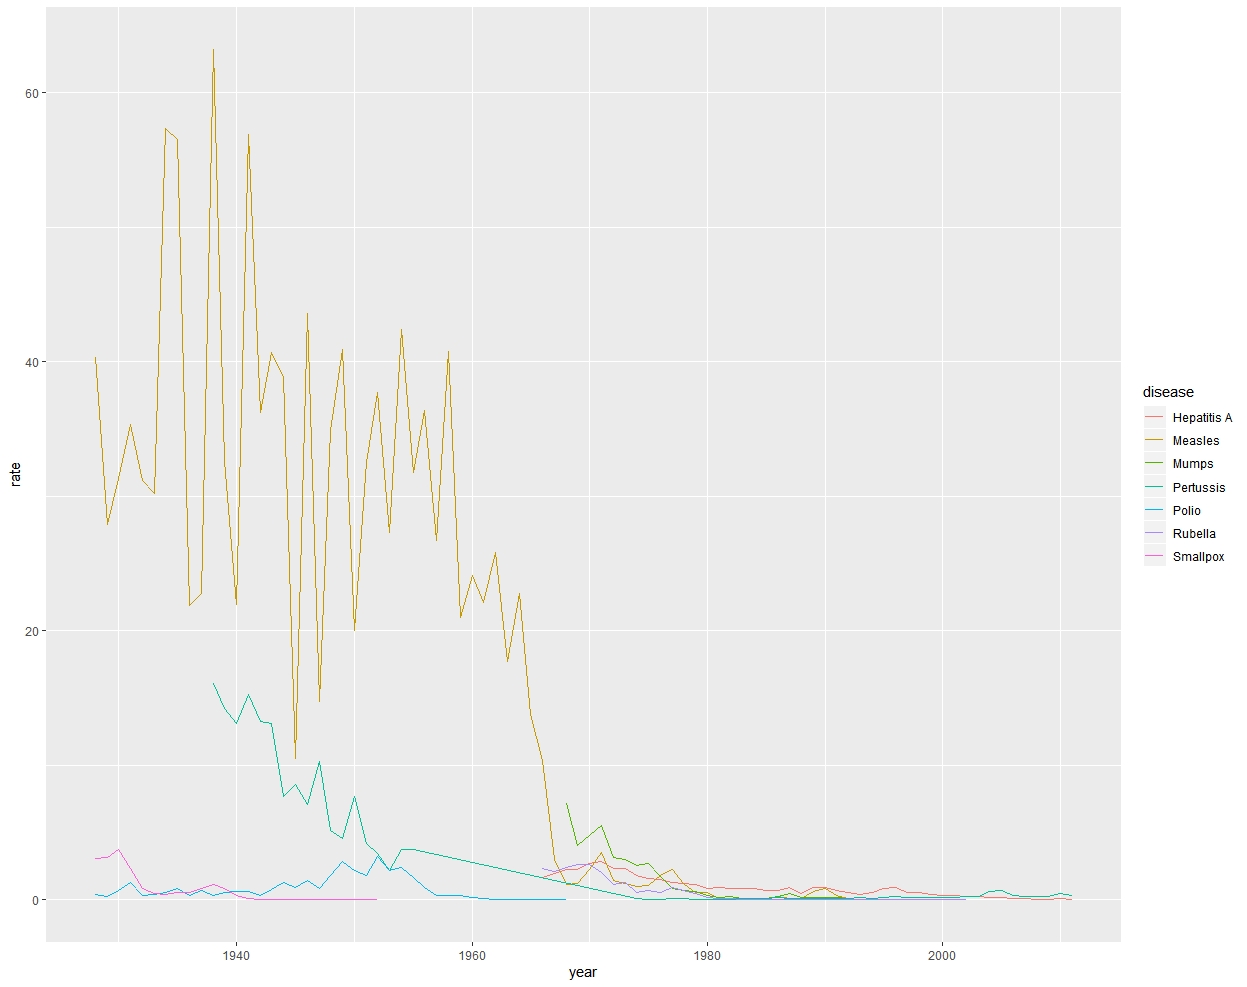 60
40
20
0
rate
1940
1960
1980
2000
year
disease
Hepatitis A
Measles
Mumps
Pertussis
Polio
Rubella
Smallpox